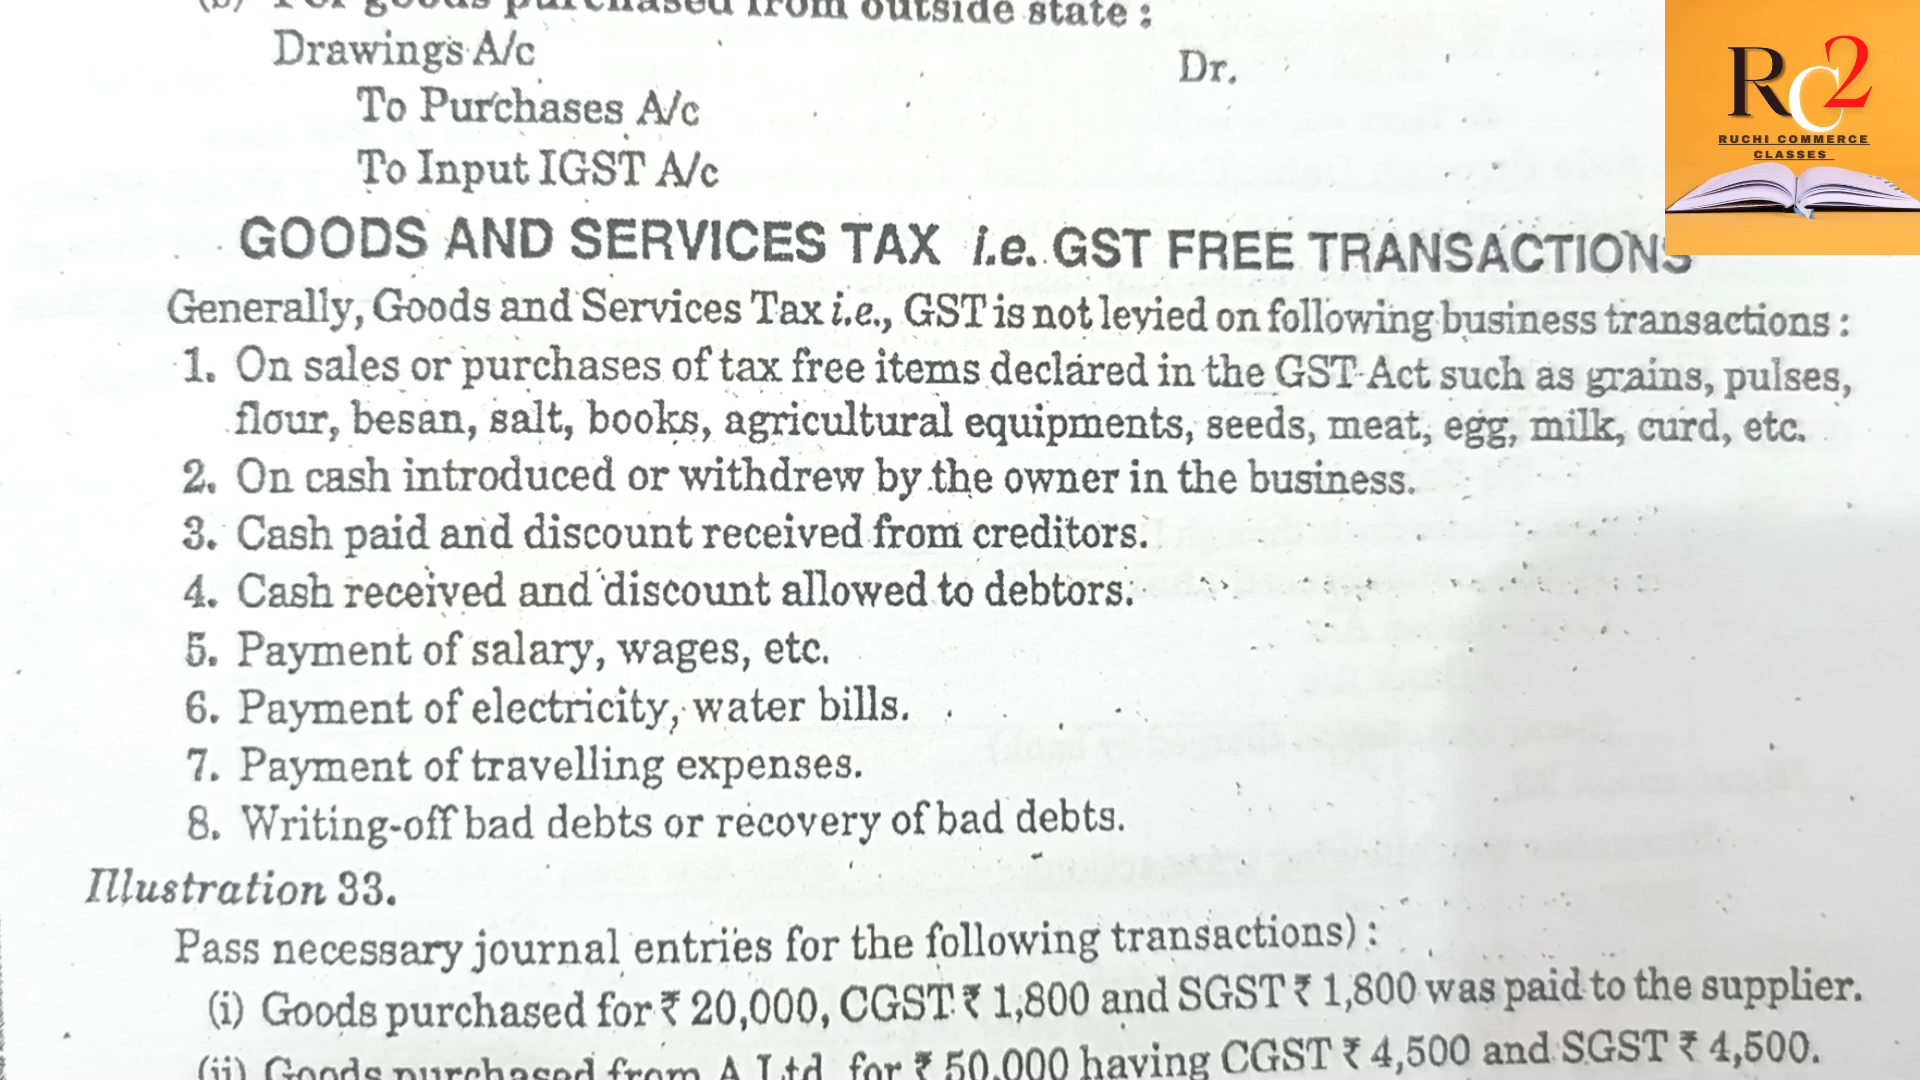 (b) For goods purchased from outside state :
Drawings A/c Dr.
To Purchases A/c
To Input IGST A/c
RC2
RUCHI COMMERCE
CLASSES
GOODS AND SERVICES TAX i.e. GST FREE TRANSACTIONS
Generally, Goods and Services Tax i.e., GST is not levied on following business transactions :
1. On sales or purchases of tax free items declared in the GST Act such as grains, pulses,
flour, besan, salt, books, agricultural equipments, seeds, meat, egg, milk, curd, etc.
2. On cash introduced or withdrew by the owner in the business.
3. Cash paid and discount received from creditors.
4. Cash received and discount allowed to debtors.
5. Payment of salary, wages, etc.
6. Payment of electricity, water bills.
7. Payment of travelling expenses.
8. Writing-off bad debts or recovery of bad debts.
Illustration 33.
Pass necessary journal entries for the following transactions) :
(i) Goods purchased for ₹ 20,000, CGST ₹ 1,800 and SGST ₹ 1,800 was paid to the supplier.
(ii) Goods purchased from A Ltd. for ₹ 50,000 having CGST ₹ 4,500 and SGST ₹ 4,500.